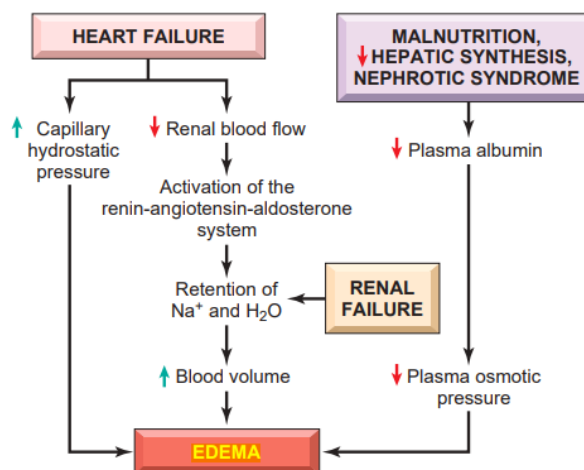 HEART FAILURE
MALNUTRITION,
↓ HEPATIC SYNTHESIS,
NEPHROTIC SYNDROME
↑ Capillary
hydrostatic
pressure
↓ Renal blood flow
Activation of the
renin-angiotensin-aldosterone
system
Retention of
Na⁺ and H₂O
RENAL
FAILURE
↑ Blood volume
↓ Plasma albumin
↓ Plasma osmotic
pressure
EDEMA